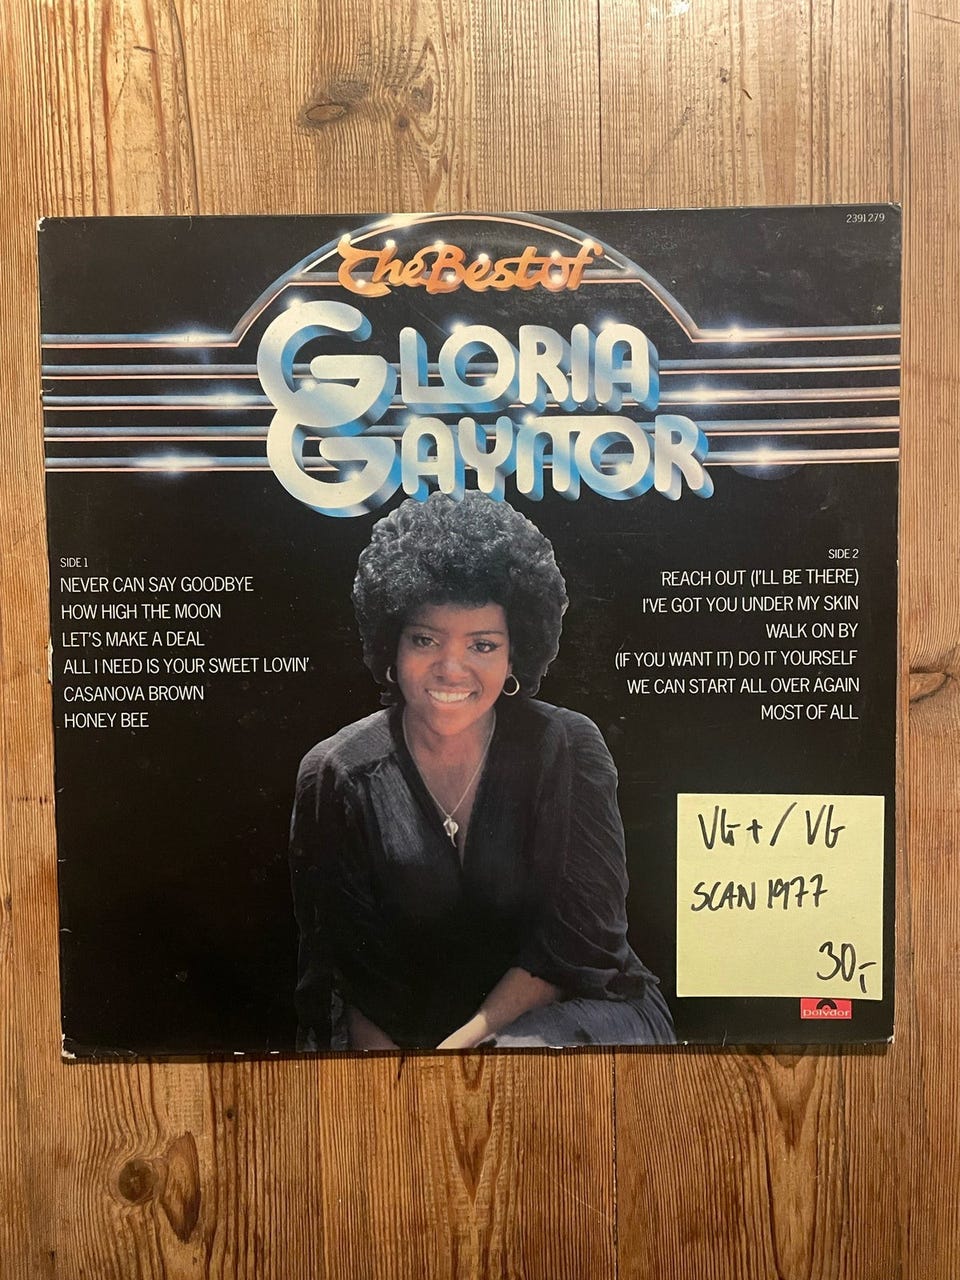 2391 279
The Best of
GLORIA
GAYNOR
SIDE 1
NEVER CAN SAY GOODBYE
HOW HIGH THE MOON
LET'S MAKE A DEAL
ALL I NEED IS YOUR SWEET LOVIN'
CASANOVA BROWN
HONEY BEE
SIDE 2
REACH OUT (I'LL BE THERE)
I'VE GOT YOU UNDER MY SKIN
WALK ON BY
(IF YOU WANT IT) DO IT YOURSELF
WE CAN START ALL OVER AGAIN
MOST OF ALL
VG+/VG
SCAN 1977
30,-
Polydor